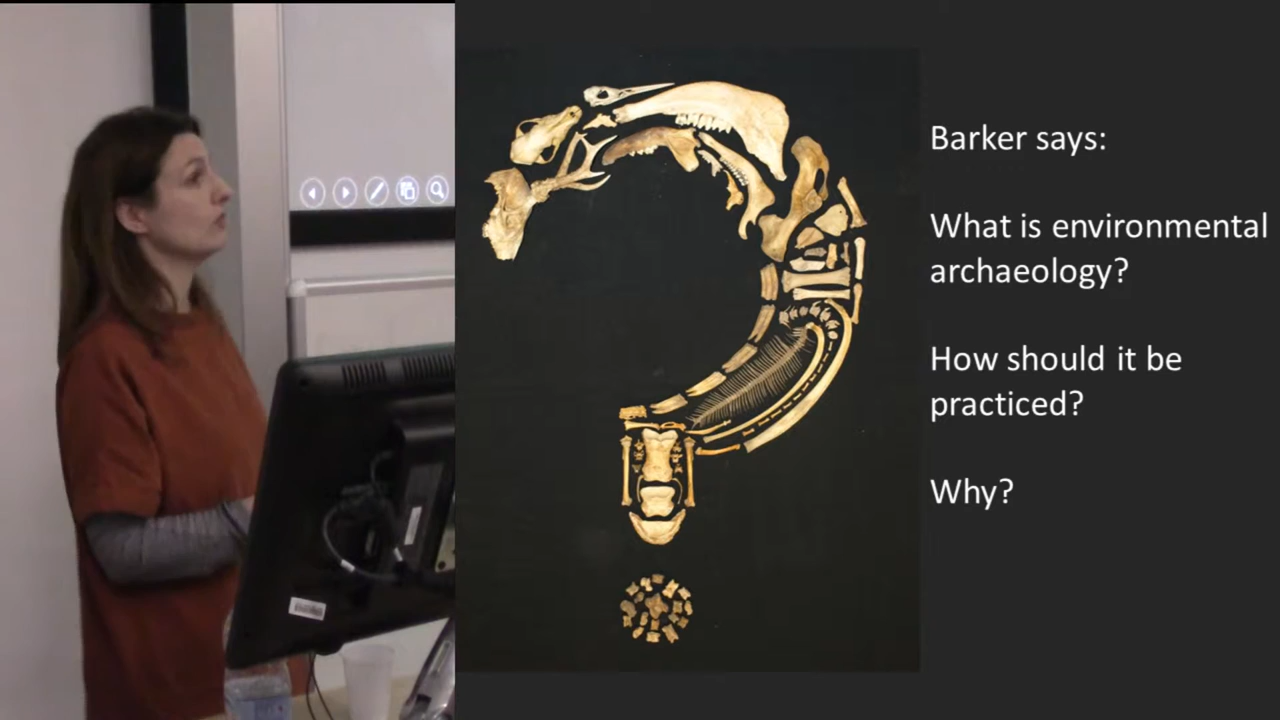 Barker says:
What is environmental
archaeology?
How should it be
practiced?
Why?